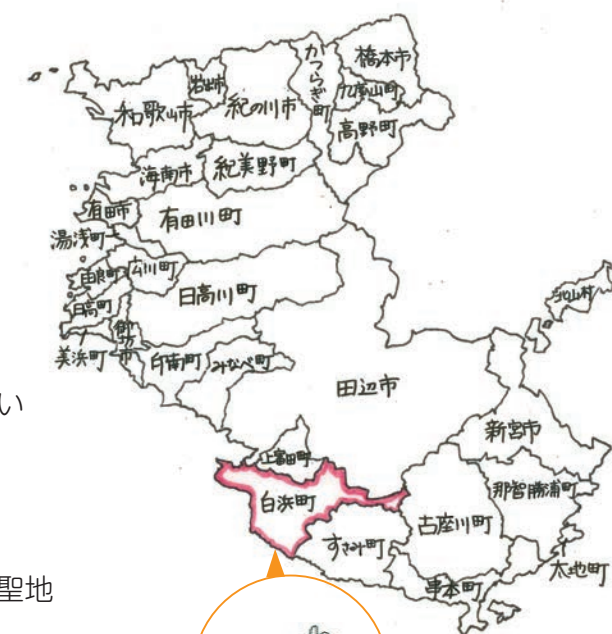 橋本市
かつらぎ町
岩出市
九度山町
和歌山市
紀の川市
高野町
海南市
紀美野町
有田市
有田川町
湯浅町
広川町
由良町
日高川町
北山村
日高町
御坊市
美浜町
印南町
みなべ町
田辺市
い
新宮市
上富田町
那智勝浦町
白浜町
古座川町
すさみ町
太地町
串本町
聖地